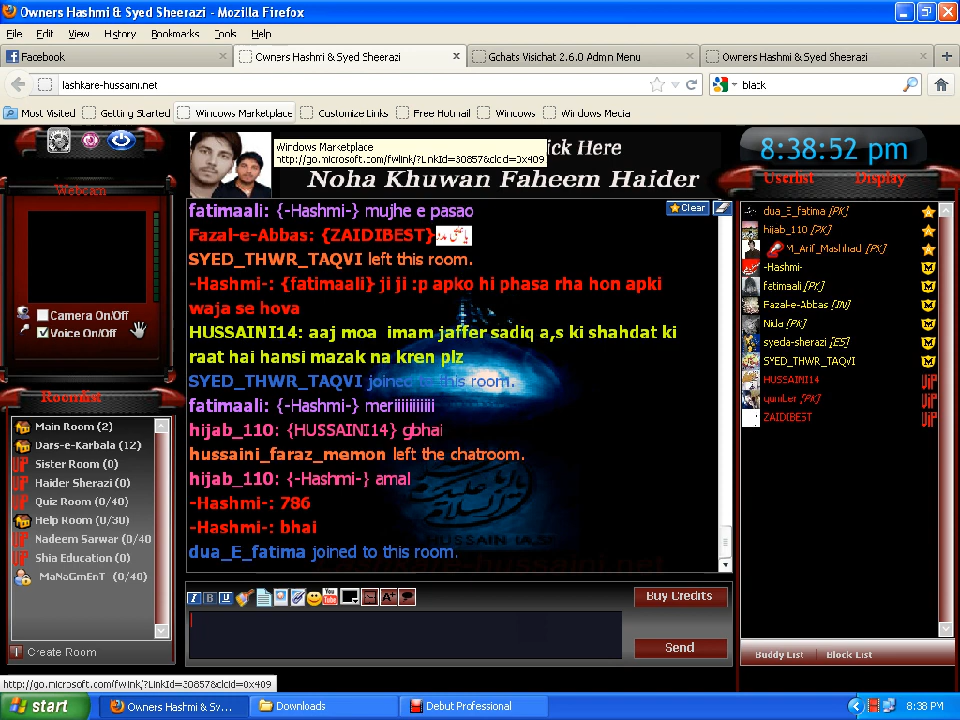 Owners Hashmi & Syed Sheerazi - Mozilla Firefox
File Edit View History Bookmarks Tools Help
Facebook Owners Hashmi & Syed Sheerazi Gchats Visichat 2.6.0 Admn Menu Owners Hashmi & Syed Sheerazi
lashkare-hussaini.net black
Most Visited Getting Started Windows Marketplace Customize Links Free Hotmail Windows Windows Media
Windows Marketplace
http://go.microsoft.com/fwlink/?LinkId=30857&clcid=0x409
ick Here
Noha Khuwan Faheem Haider
8:38:52 pm
Webcam
Userlist Display
Camera On/Off
Voice On/Off
Roomlist
Main Room (2)
Dars-e-Karbala (12)
Sister Room (0)
Haider Sherazi (0)
Quiz Room (0/40)
Help Room (0/30)
Nadeem Sarwar (0/40
Shia Education (0)
MaNaGmEnT (0/40)
Create Room
Clear
fatimaali: {-Hashmi-} mujhe e pasao
Fazal-e-Abbas: {ZAIDIBEST}
SYED_THWR_TAQVI left this room.
-Hashmi-: {fatimaali} ji ji :p apko hi phasa rha hon apki
waja se hova
HUSSAINI14: aaj moa imam jaffer sadiq a,s ki shahdat ki
raat hai hansi mazak na kren plz
SYED_THWR_TAQVI joined to this room.
fatimaali: {-Hashmi-} meriiiiiiiiiiii
hijab_110: {HUSSAINI14} gbhai
hussaini_faraz_memon left the chatroom.
hijab_110: {-Hashmi-} amal
-Hashmi-: 786
-Hashmi-: bhai
dua_E_fatima joined to this room.
I B U You Tube A+
Buy Credits
Send
dua_E_fatima [PK]
hijab_110 [PK]
M_Arif_Mashhad [PK]
-Hashmi-
fatimaali [PK]
Fazal-e-Abbas [IN]
Nida [PK]
syeda-sherazi [ES]
SYED_THWR_TAQVI
HUSSAINI14 ViP
qumber [PK] ViP
ZAIDIBEST ViP
Buddy List Block List
http://go.microsoft.com/fwlink/?LinkId=30857&clcid=0x409
start Owners Hashmi & Sy... Downloads Debut Professional 8:38 PM